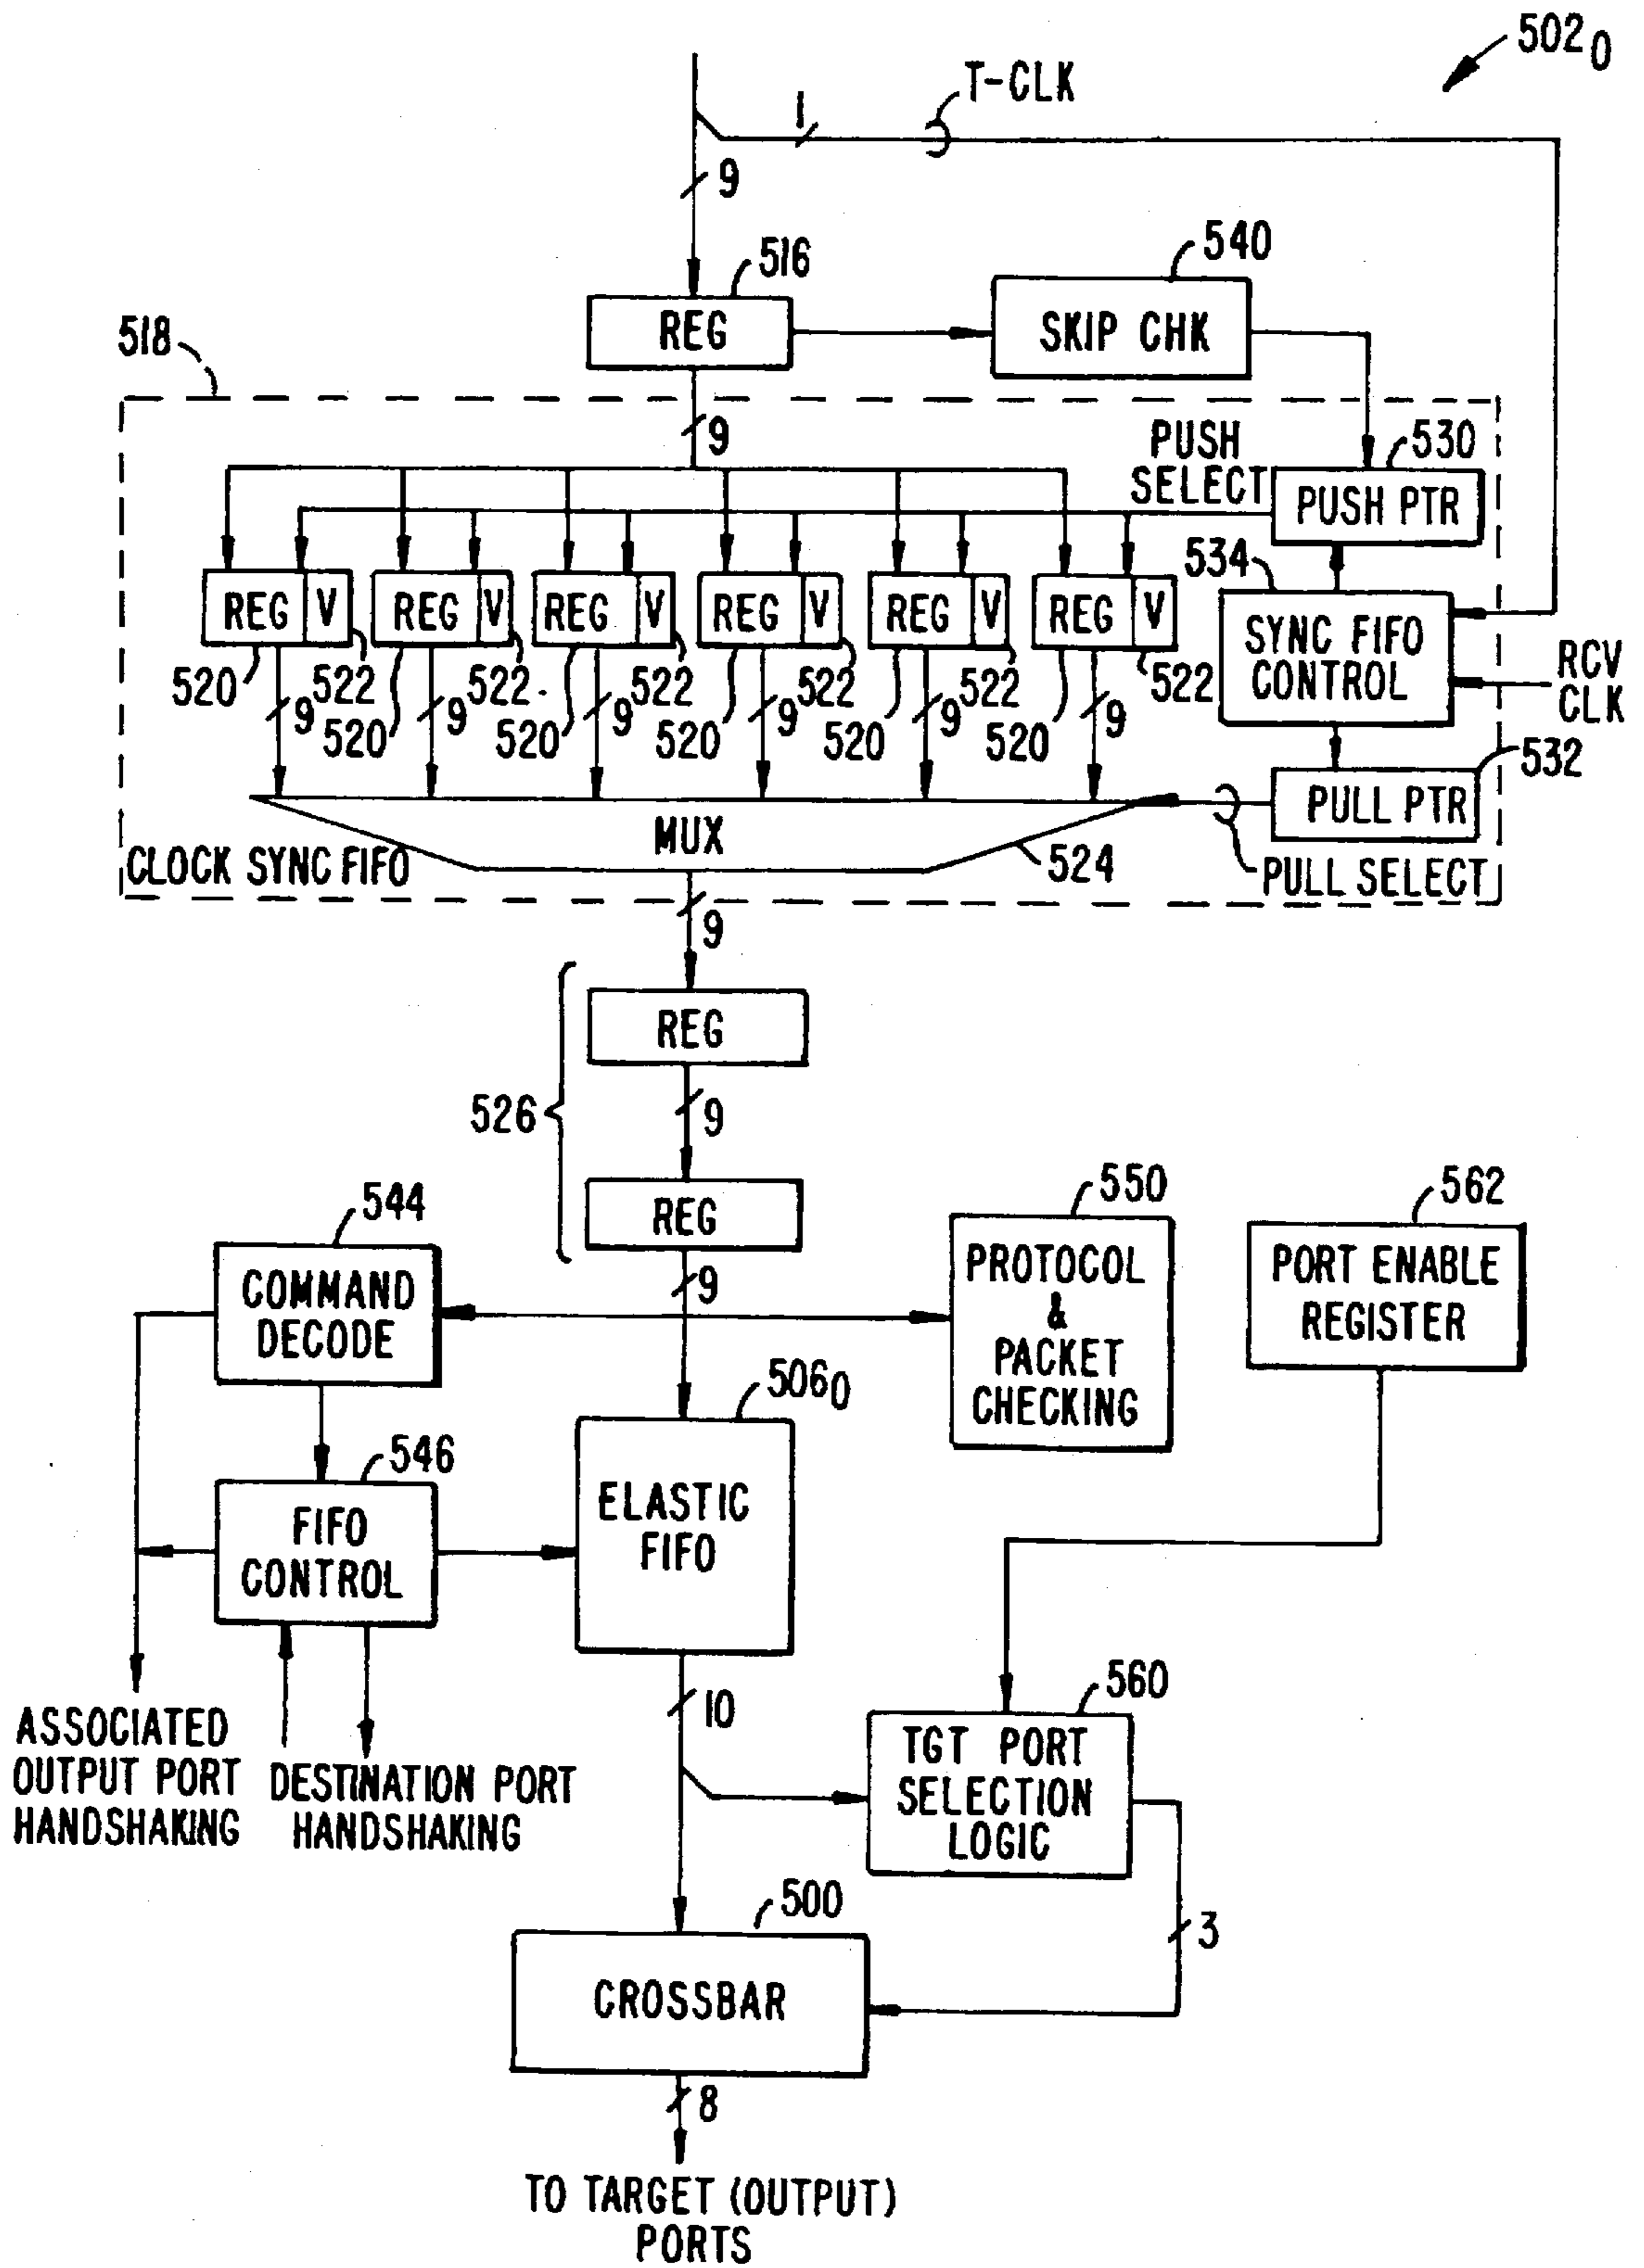 502 0
T-CLK
1
9
516
540
REG
SKIP CHK
518
9
PUSH
SELECT
530
PUSH PTR
534
REG V REG V REG V REG V REG V REG V
SYNC FIFO
CONTROL
RCV
CLK
520 522 520 522 520 522 520 522 520 522 520 522
9 9 9 9 9 9
532
PULL PTR
MUX
524
PULL SELECT
CLOCK SYNC FIFO
9
REG
526
9
REG
9
544
COMMAND
DECODE
550
PROTOCOL
&
PACKET
CHECKING
562
PORT ENABLE
REGISTER
506 0
546
FIFO
CONTROL
ELASTIC
FIFO
10
560
TGT PORT
SELECTION
LOGIC
ASSOCIATED
OUTPUT PORT
HANDSHAKING
DESTINATION PORT
HANDSHAKING
500
3
CROSSBAR
8
TO TARGET (OUTPUT)
PORTS